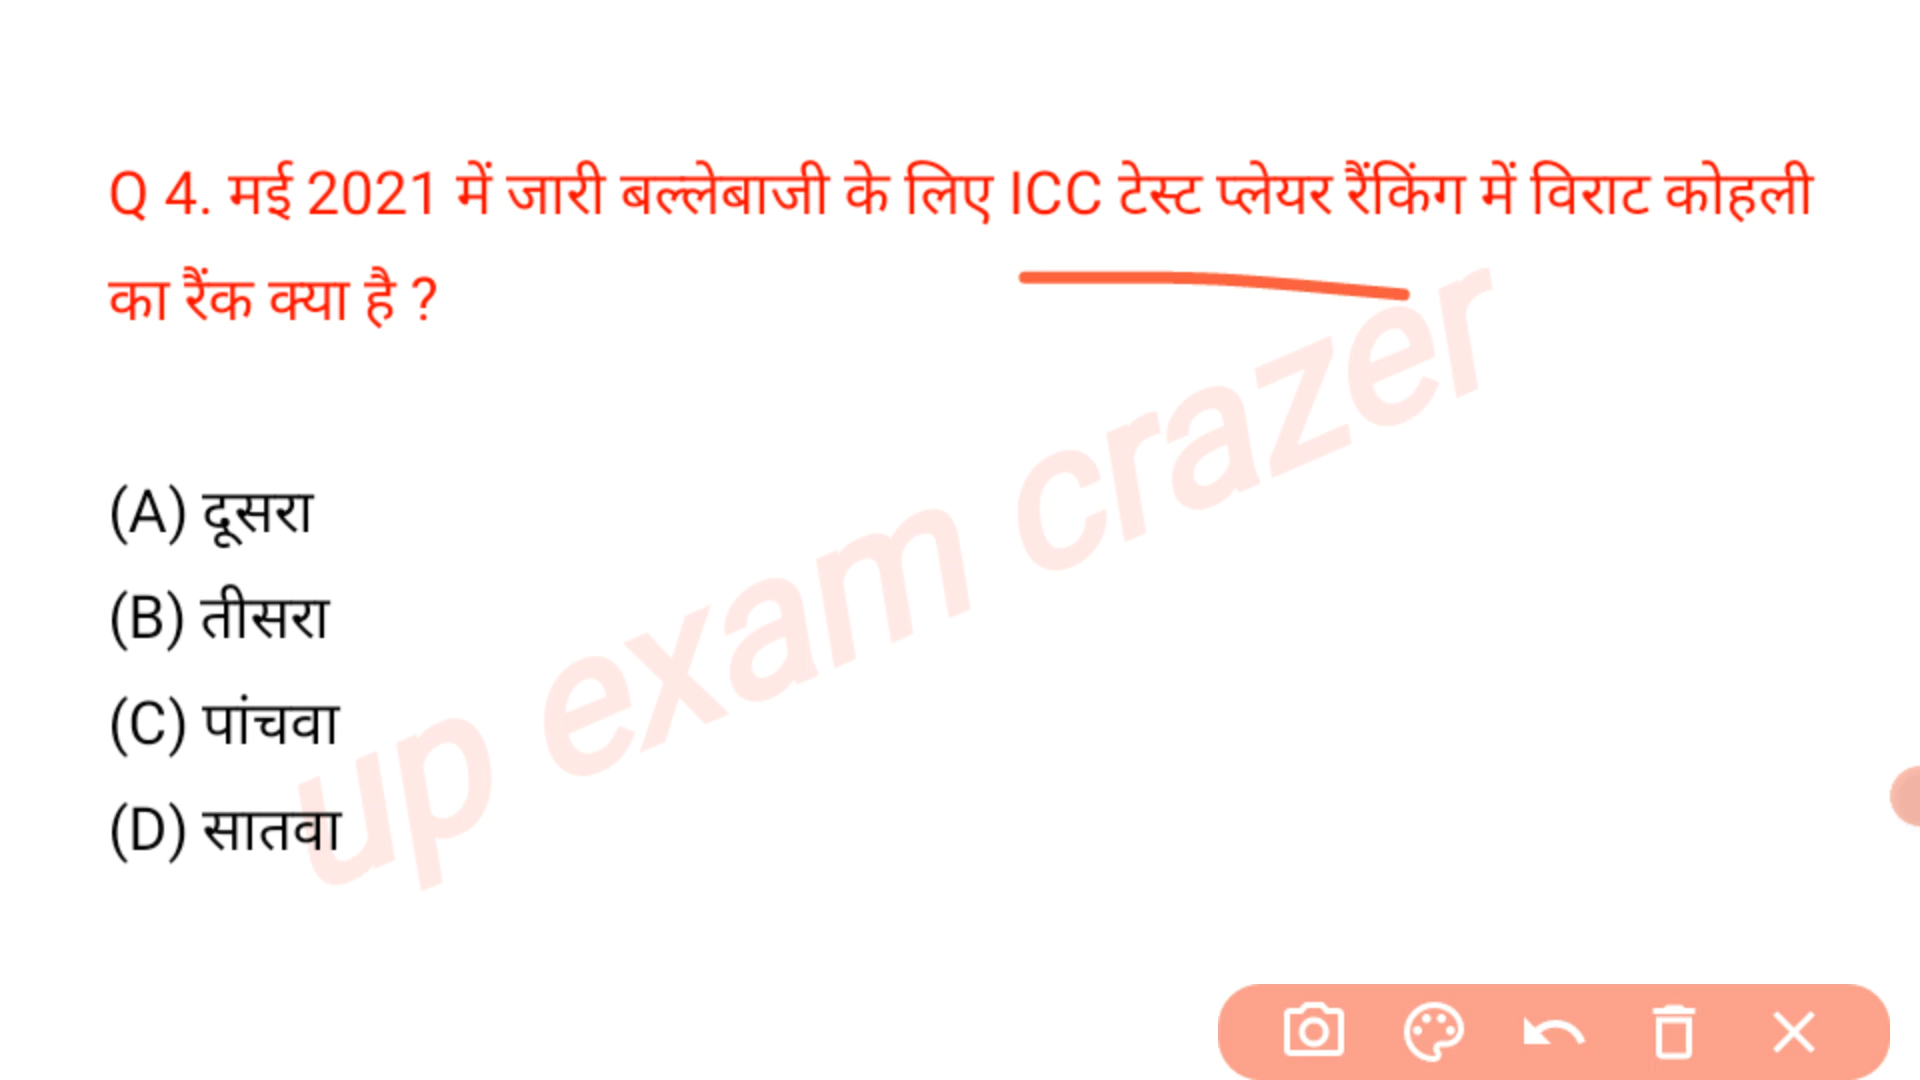 Q 4. मई 2021 में जारी बल्लेबाजी के लिए ICC टेस्ट प्लेयर रैंकिंग में विराट कोहली
का रैंक क्या है ?
(A) दूसरा
(B) तीसरा
(C) पांचवा
(D) सातवा
up exam crazer